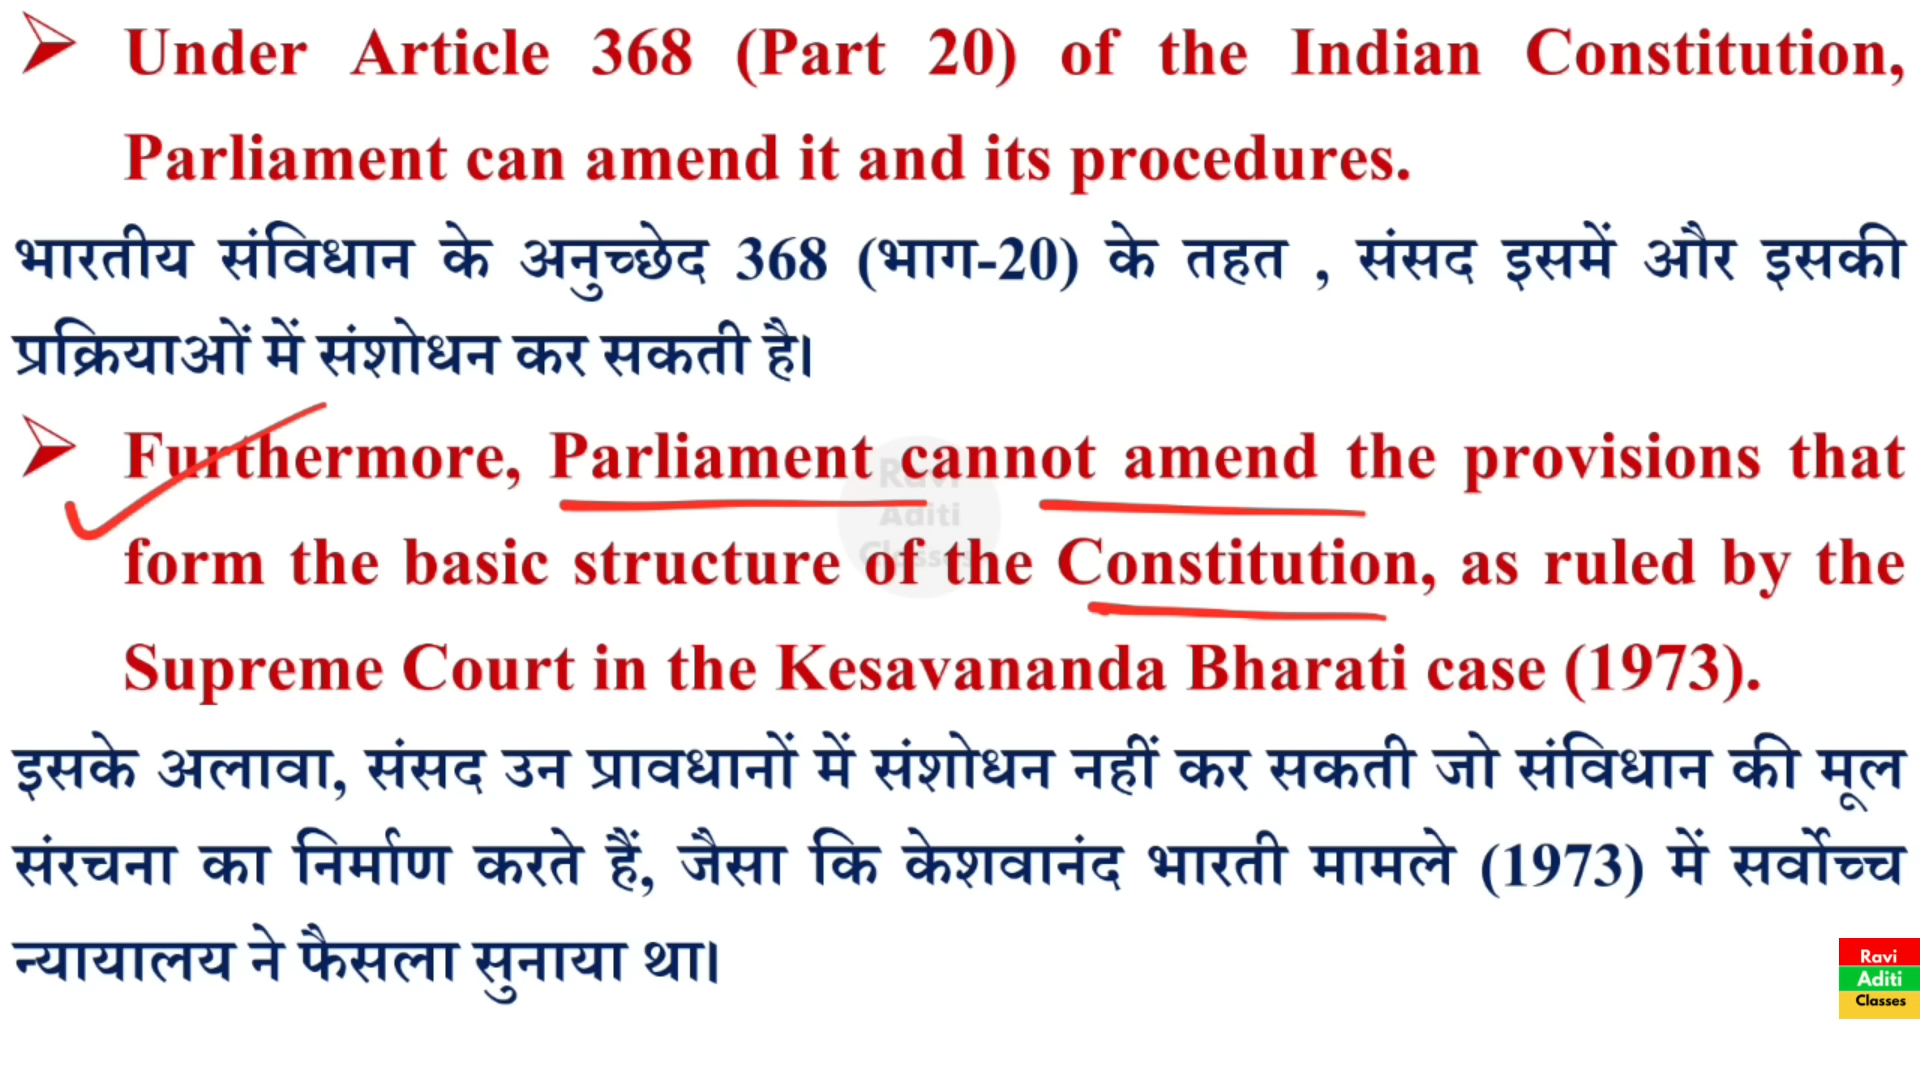 Under Article 368 (Part 20) of the Indian Constitution,
Parliament can amend it and its procedures.
भारतीय संविधान के अनुच्छेद 368 (भाग-20) के तहत , संसद इसमें और इसकी
प्रक्रियाओं में संशोधन कर सकती है।
Furthermore, Parliament cannot amend the provisions that
form the basic structure of the Constitution, as ruled by the
Supreme Court in the Kesavananda Bharati case (1973).
इसके अलावा, संसद उन प्रावधानों में संशोधन नहीं कर सकती जो संविधान की मूल
संरचना का निर्माण करते हैं, जैसा कि केशवानंद भारती मामले (1973) में सर्वोच्च
न्यायालय ने फैसला सुनाया था।
Ravi
Aditi
Classes
Ravi
Aditi
Classes